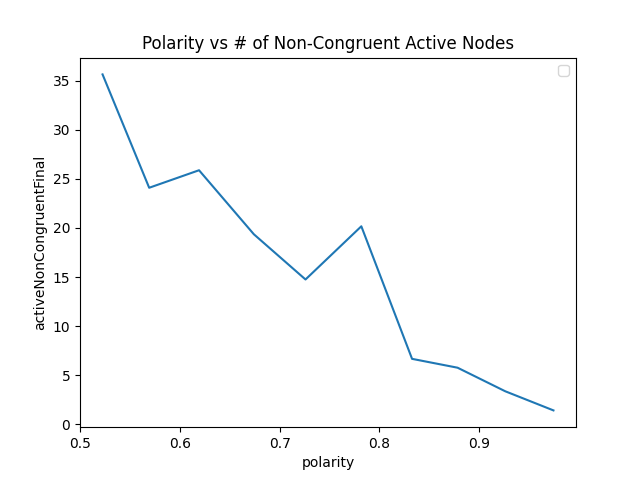 Polarity vs # of Non-Congruent Active Nodes
activeNonCongruentFinal
35
30
25
20
15
10
5
0
0.5 0.6 0.7 0.8 0.9
polarity